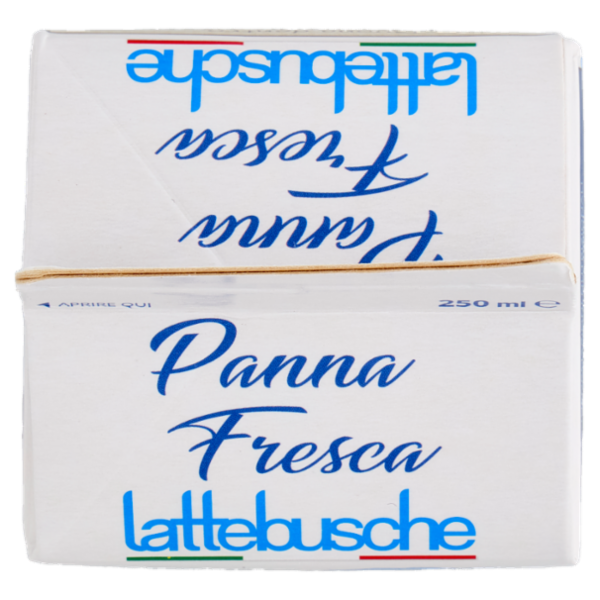 lattebusche
Fresca
Panna
APRIRE QUI
250 ml ℮
Panna
Fresca
lattebusche